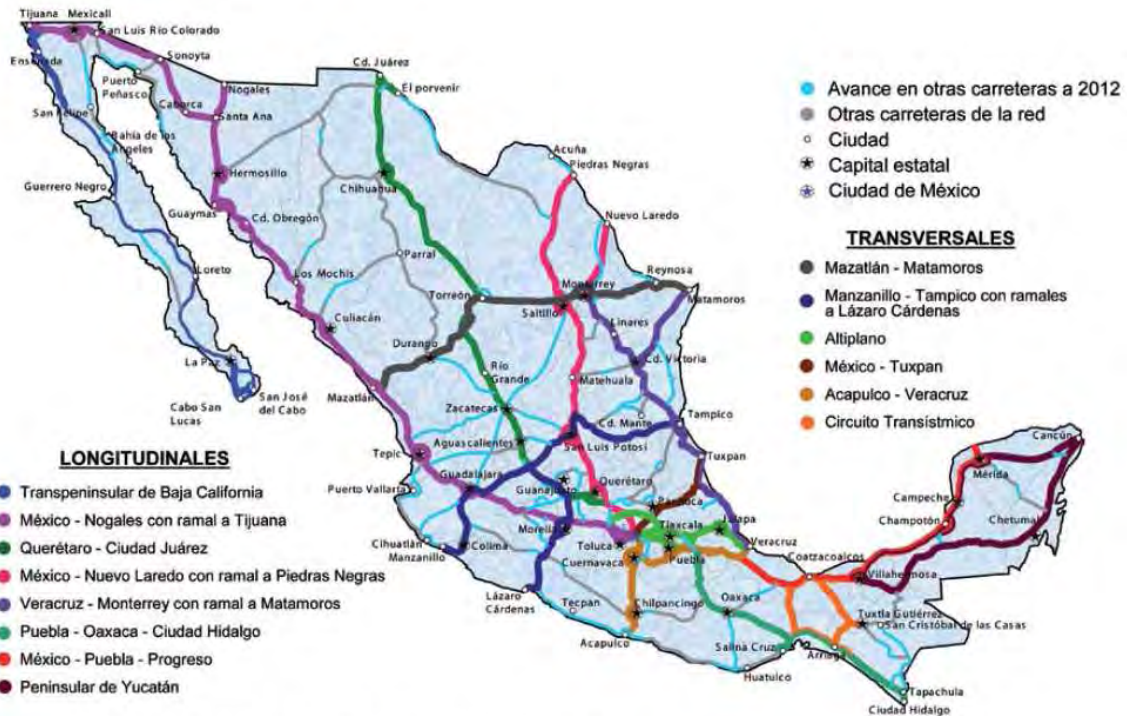 Tijuana
Mexicali
San Luis Río Colorado
Ensenada
Sonoyta
Puerto Peñasco
Caborca
Nogales
Santa Ana
San Felipe
Bahía de los Ángeles
Hermosillo
Guerrero Negro
Guaymas
Cd. Obregón
Loreto
Los Mochis
Culiacán
La Paz
Cabo San Lucas
San José del Cabo
Mazatlán
Cd. Juárez
El porvenir
Chihuahua
Parral
Torreón
Durango
Río Grande
Zacatecas
Aguascalientes
Acuña
Piedras Negras
Nuevo Laredo
Monterrey
Reynosa
Matamoros
Saltillo
Linares
Cd. Victoria
Matehuala
Cd. Mante
Tampico
San Luis Potosí
Tuxpan
Tepic
Guadalajara
Puerto Vallarta
Guanajuato
Querétaro
Pachuca
Morelia
Tlaxcala
Jalapa
Cihuatlán
Manzanillo
Colima
Toluca
Cuernavaca
Puebla
Veracruz
Lázaro Cárdenas
Tecpan
Chilpancingo
Acapulco
Oaxaca
Salina Cruz
Huatulco
Coatzacoalcos
Villahermosa
Tuxtla Gutiérrez
San Cristóbal de las Casas
Arriaga
Tapachula
Ciudad Hidalgo
Cancún
Mérida
Campeche
Champotón
Chetumal
Avance en otras carreteras a 2012
Otras carreteras de la red
Ciudad
Capital estatal
Ciudad de México
TRANSVERSALES
Mazatlán - Matamoros
Manzanillo - Tampico con ramales
a Lázaro Cárdenas
Altiplano
México - Tuxpan
Acapulco - Veracruz
Circuito Transístmico
LONGITUDINALES
Transpeninsular de Baja California
México - Nogales con ramal a Tijuana
Querétaro - Ciudad Juárez
México - Nuevo Laredo con ramal a Piedras Negras
Veracruz - Monterrey con ramal a Matamoros
Puebla - Oaxaca - Ciudad Hidalgo
México - Puebla - Progreso
Peninsular de Yucatán